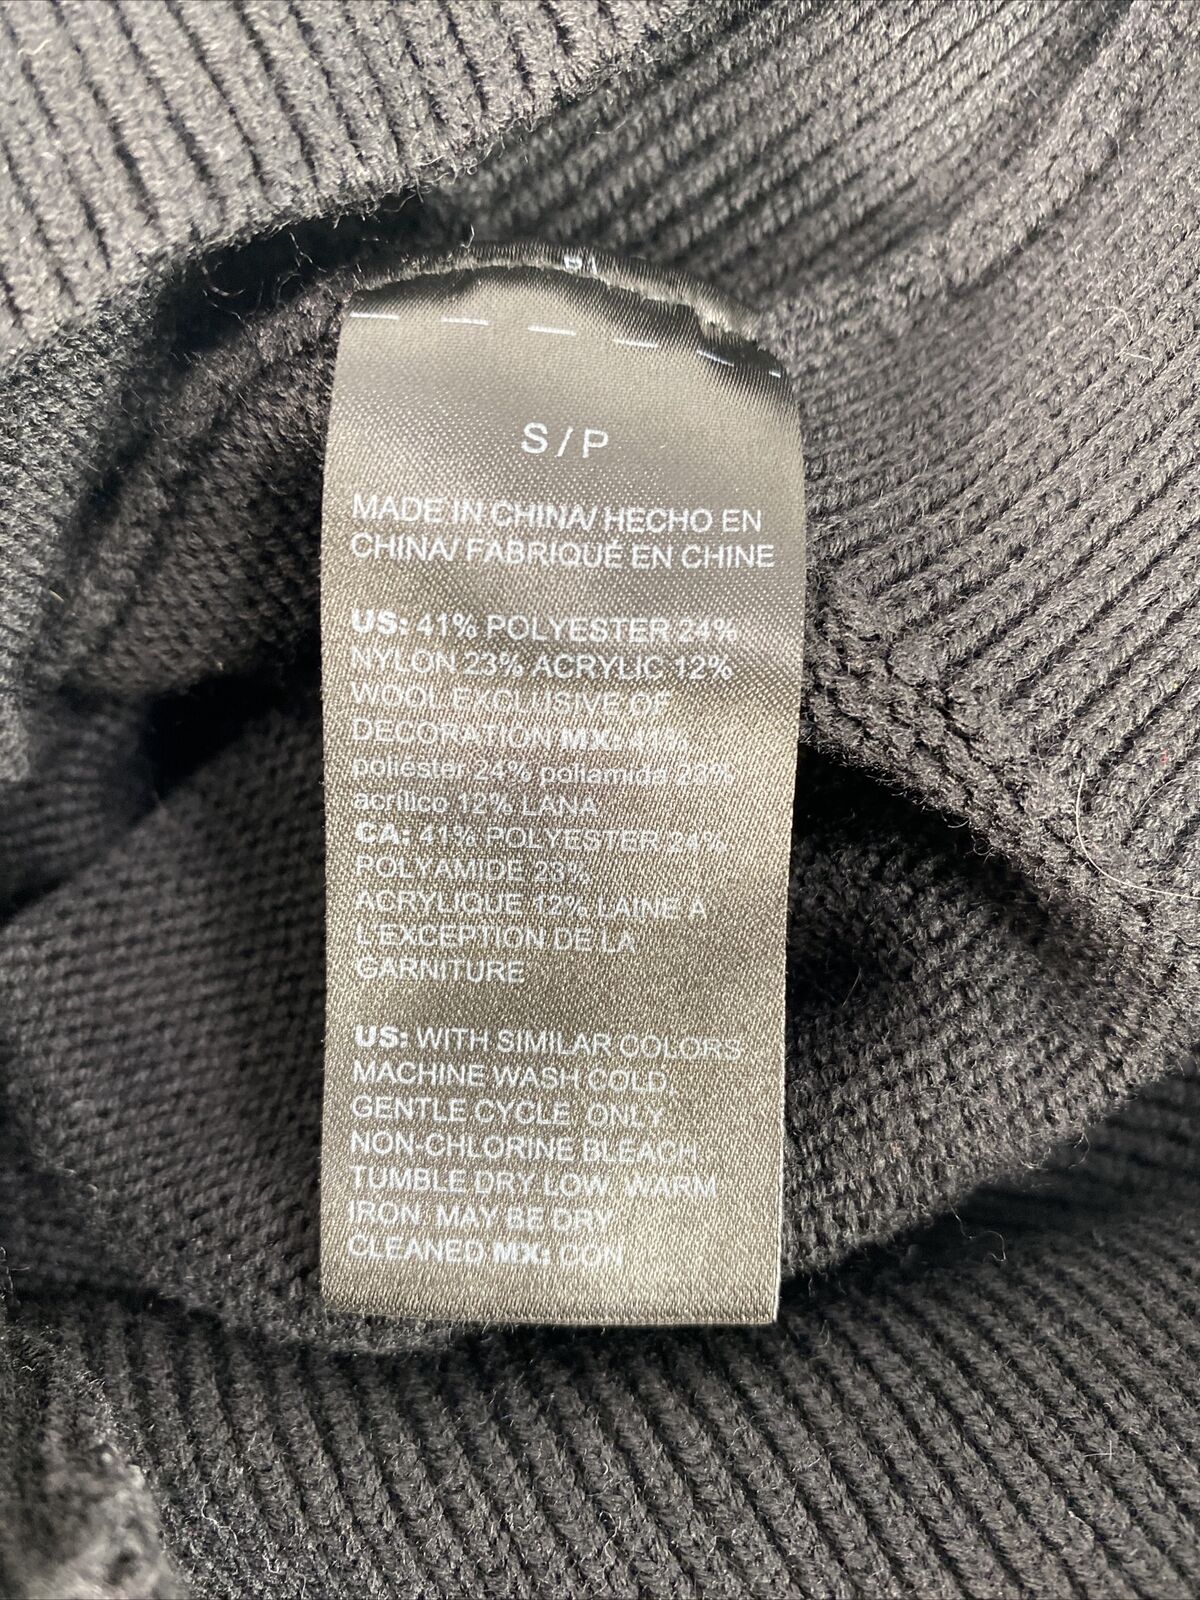 S / P
MADE IN CHINA/ HECHO EN
CHINA/ FABRIQUÉ EN CHINE
US: 41% POLYESTER 24%
NYLON 23% ACRYLIC 12%
WOOL EXCLUSIVE OF
DECORATION MX: 41%
poliéster 24% poliamida 23%
acrílico 12% LANA
CA: 41% POLYESTER 24%
POLYAMIDE 23%
ACRYLIQUE 12% LAINE A
L'EXCEPTION DE LA
GARNITURE
US: WITH SIMILAR COLORS
MACHINE WASH COLD,
GENTLE CYCLE ONLY
NON-CHLORINE BLEACH
TUMBLE DRY LOW WARM
IRON MAY BE DRY
CLEANED MX: CON